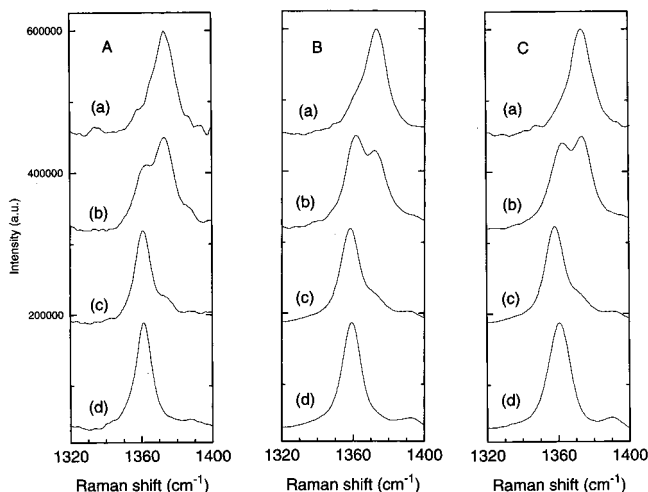 A
B
C
(a)
(b)
(c)
(d)
(a)
(b)
(c)
(d)
(a)
(b)
(c)
(d)
600000
400000
200000
Intensity (a.u.)
1320 1360 1400
1320 1360 1400
1320 1360 1400
Raman shift (cm⁻¹)
Raman shift (cm⁻¹)
Raman shift (cm⁻¹)